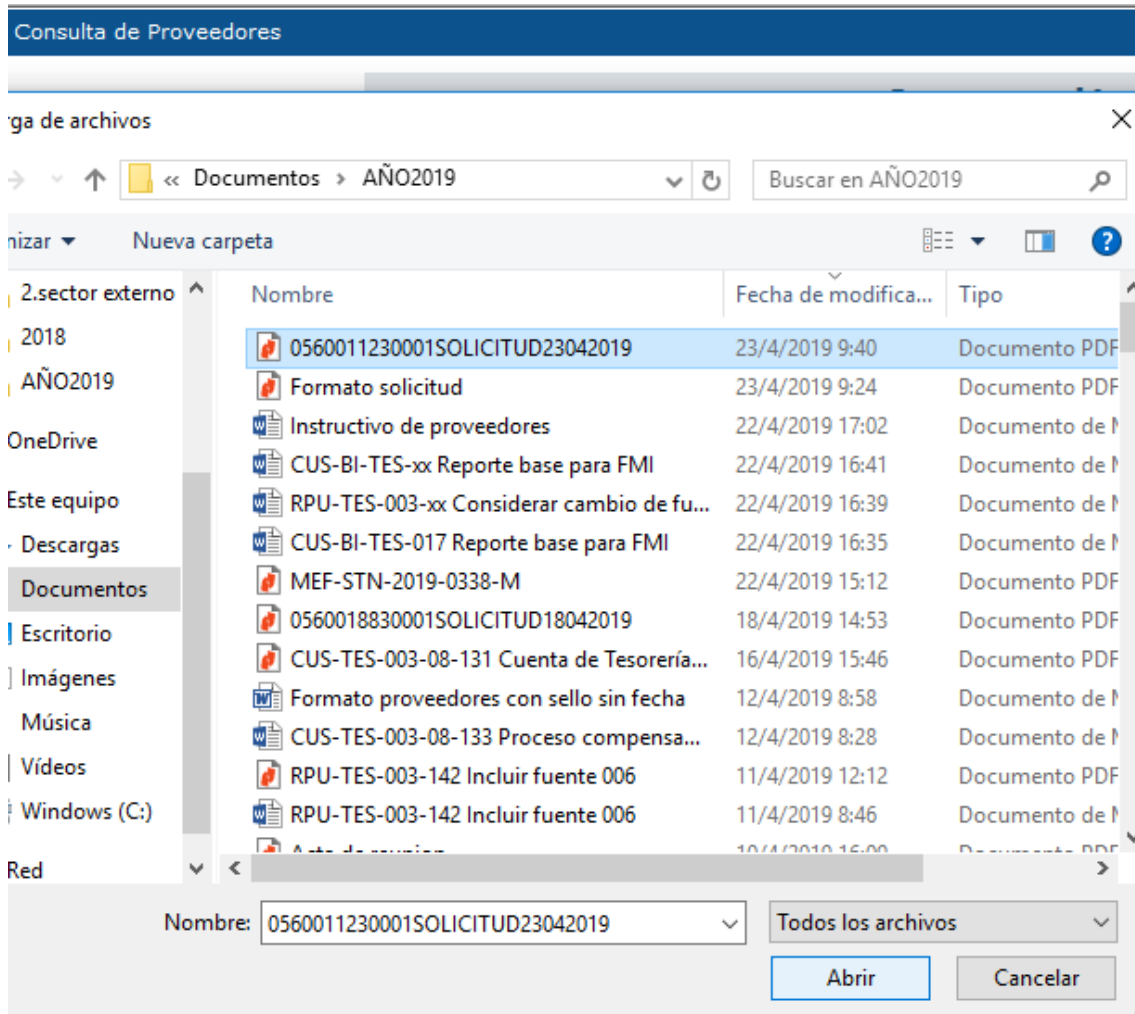 Consulta de Proveedores
rga de archivos
« Documentos › AÑO2019
Buscar en AÑO2019
nizar
Nueva carpeta
2.sector externo
2018
AÑO2019
OneDrive
Este equipo
Descargas
Documentos
Escritorio
Imágenes
Música
Vídeos
Windows (C:)
Red
Nombre Fecha de modifica... Tipo
0560011230001SOLICITUD23042019 23/4/2019 9:40 Documento PDF
Formato solicitud 23/4/2019 9:24 Documento PDF
Instructivo de proveedores 22/4/2019 17:02 Documento de
CUS-BI-TES-xx Reporte base para FMI 22/4/2019 16:41 Documento de
RPU-TES-003-xx Considerar cambio de fu... 22/4/2019 16:39 Documento de
CUS-BI-TES-017 Reporte base para FMI 22/4/2019 16:35 Documento de
MEF-STN-2019-0338-M 22/4/2019 15:12 Documento PDF
0560018830001SOLICITUD18042019 18/4/2019 14:53 Documento PDF
CUS-TES-003-08-131 Cuenta de Tesorería... 16/4/2019 15:46 Documento PDF
Formato proveedores con sello sin fecha 12/4/2019 8:58 Documento de
CUS-TES-003-08-133 Proceso compensa... 12/4/2019 8:28 Documento de
RPU-TES-003-142 Incluir fuente 006 11/4/2019 12:12 Documento PDF
RPU-TES-003-142 Incluir fuente 006 11/4/2019 8:46 Documento de
Nombre: 0560011230001SOLICITUD23042019
Todos los archivos
Abrir
Cancelar